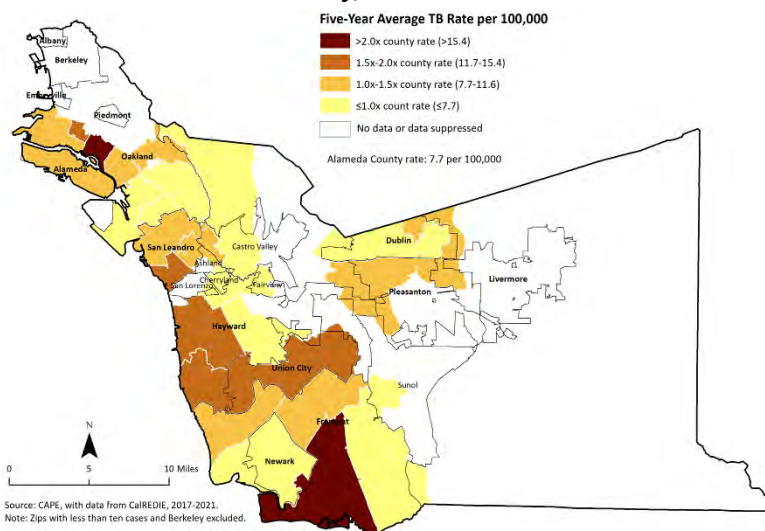 Five-Year Average TB Rate per 100,000
>2.0x county rate (>15.4)
1.5x-2.0x county rate (11.7-15.4)
1.0x-1.5x county rate (7.7-11.6)
≤1.0x count rate (≤7.7)
No data or data suppressed
Alameda County rate: 7.7 per 100,000
Albany
Berkeley
Emeryville
Piedmont
Oakland
Alameda
San Leandro
Castro Valley
Ashland
Cherryland
San Lorenzo
Fairview
Dublin
Livermore
Pleasanton
Heyward
Union City
Sunol
Fremont
Newark
N
0 5 10 Miles
Source: CAPE, with data from CalREDIE, 2017-2021.
Note: Zips with less than ten cases and Berkeley excluded.